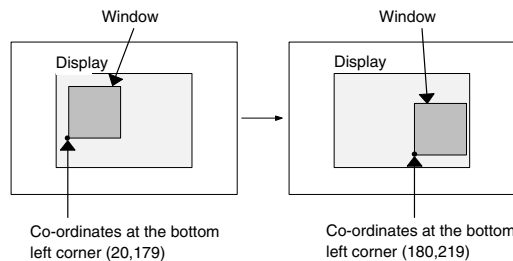 Window
Display
Co-ordinates at the bottom
left corner (20,179)
Window
Display
Co-ordinates at the bottom
left corner (180,219)